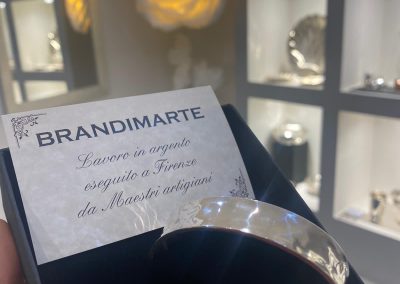 BRANDIMARTE
Lavoro in argento
eseguito a Firenze
da Maestri artigiani